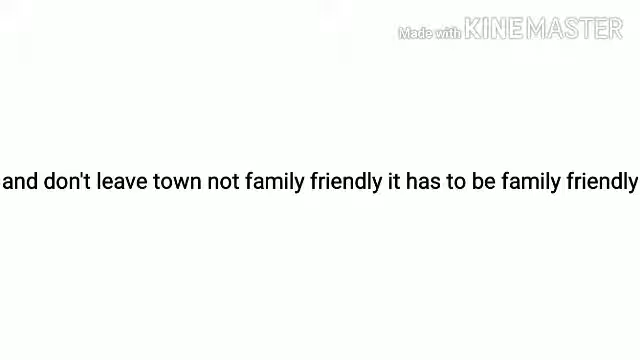 Made with KINEMASTER
and don't leave town not family friendly it has to be family friendly